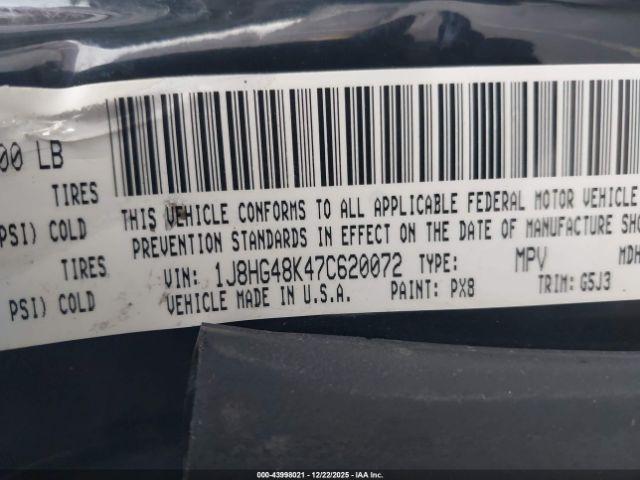 00 LB
TIRES
PSI) COLD
TIRES
PSI) COLD
THIS VEHICLE CONFORMS TO ALL APPLICABLE FEDERAL MOTOR VEHICLE
PREVENTION STANDARDS IN EFFECT ON THE DATE OF MANUFACTURE SHO
VIN: 1J8HG48K47C620072 TYPE: MPV MDH
VEHICLE MADE IN U.S.A. PAINT: PX8 TRIM: G5J3
000-43998021 - 12/22/2025 - IAA Inc.